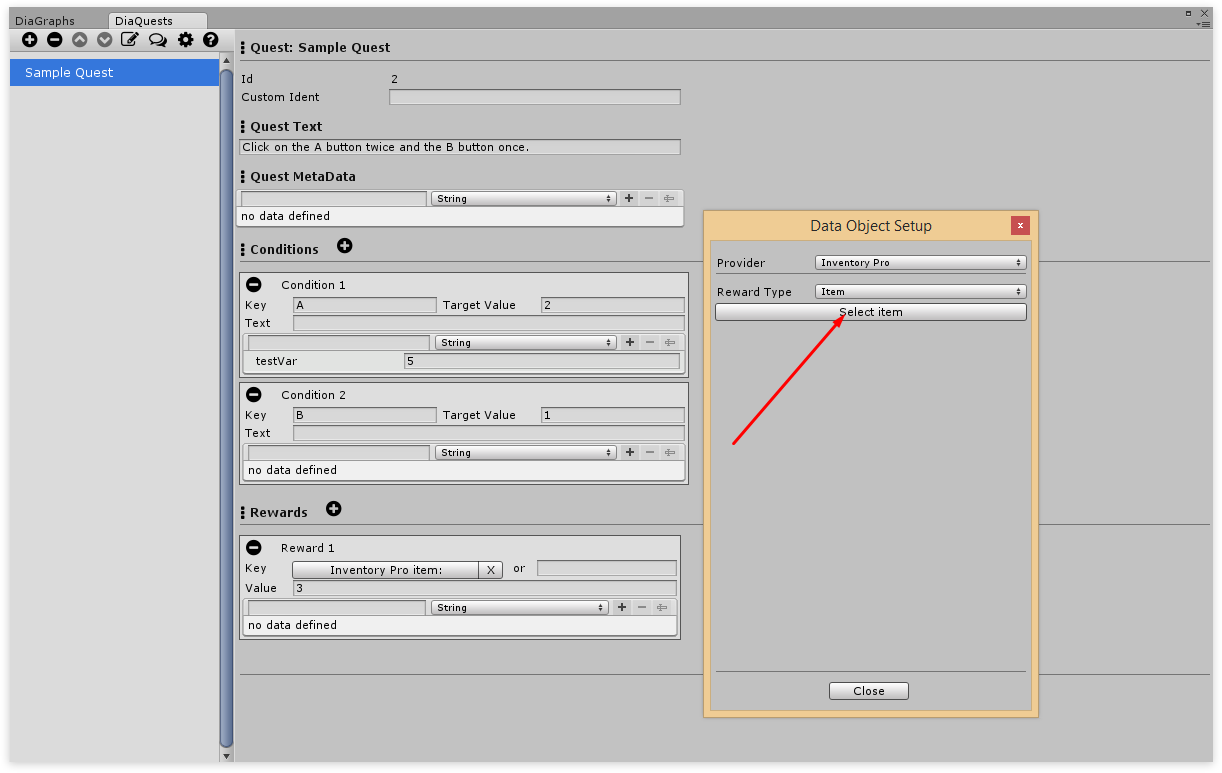 DiaGraphs DiaQuests
Sample Quest
Quest: Sample Quest
Id 2
Custom Ident
Quest Text
Click on the A button twice and the B button once.
Quest MetaData
String
no data defined
Conditions
Condition 1
Key A Target Value 2
Text
String
testVar 5
Condition 2
Key B Target Value 1
Text
String
no data defined
Rewards
Reward 1
Key Inventory Pro item: X or
Value 3
String
no data defined
Data Object Setup x
Provider Inventory Pro
Reward Type Item
Select item
Close